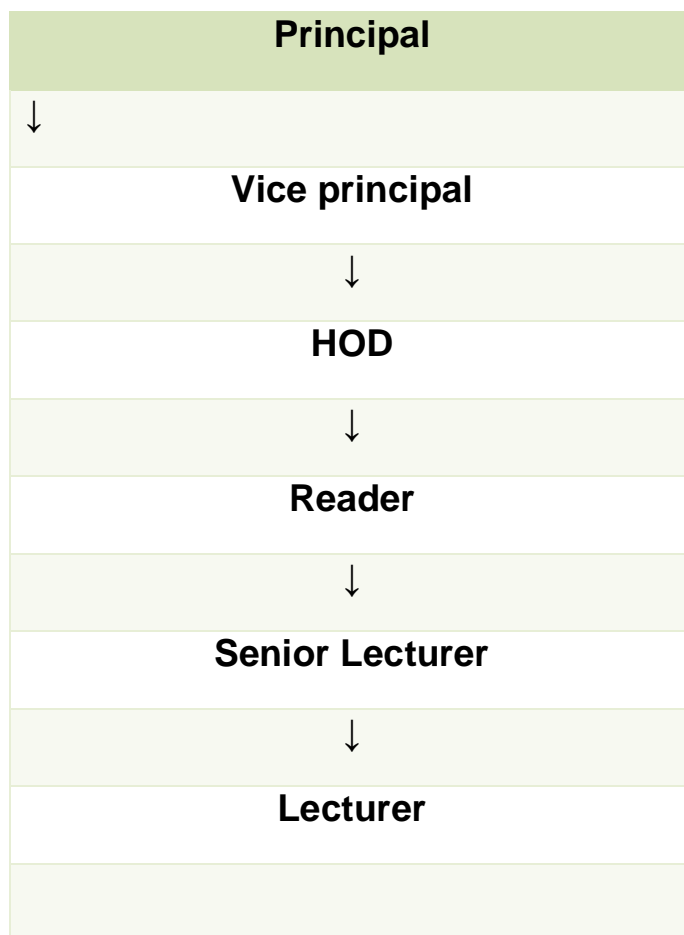 Principal
↓
Vice principal
↓
HOD
↓
Reader
↓
Senior Lecturer
↓
Lecturer